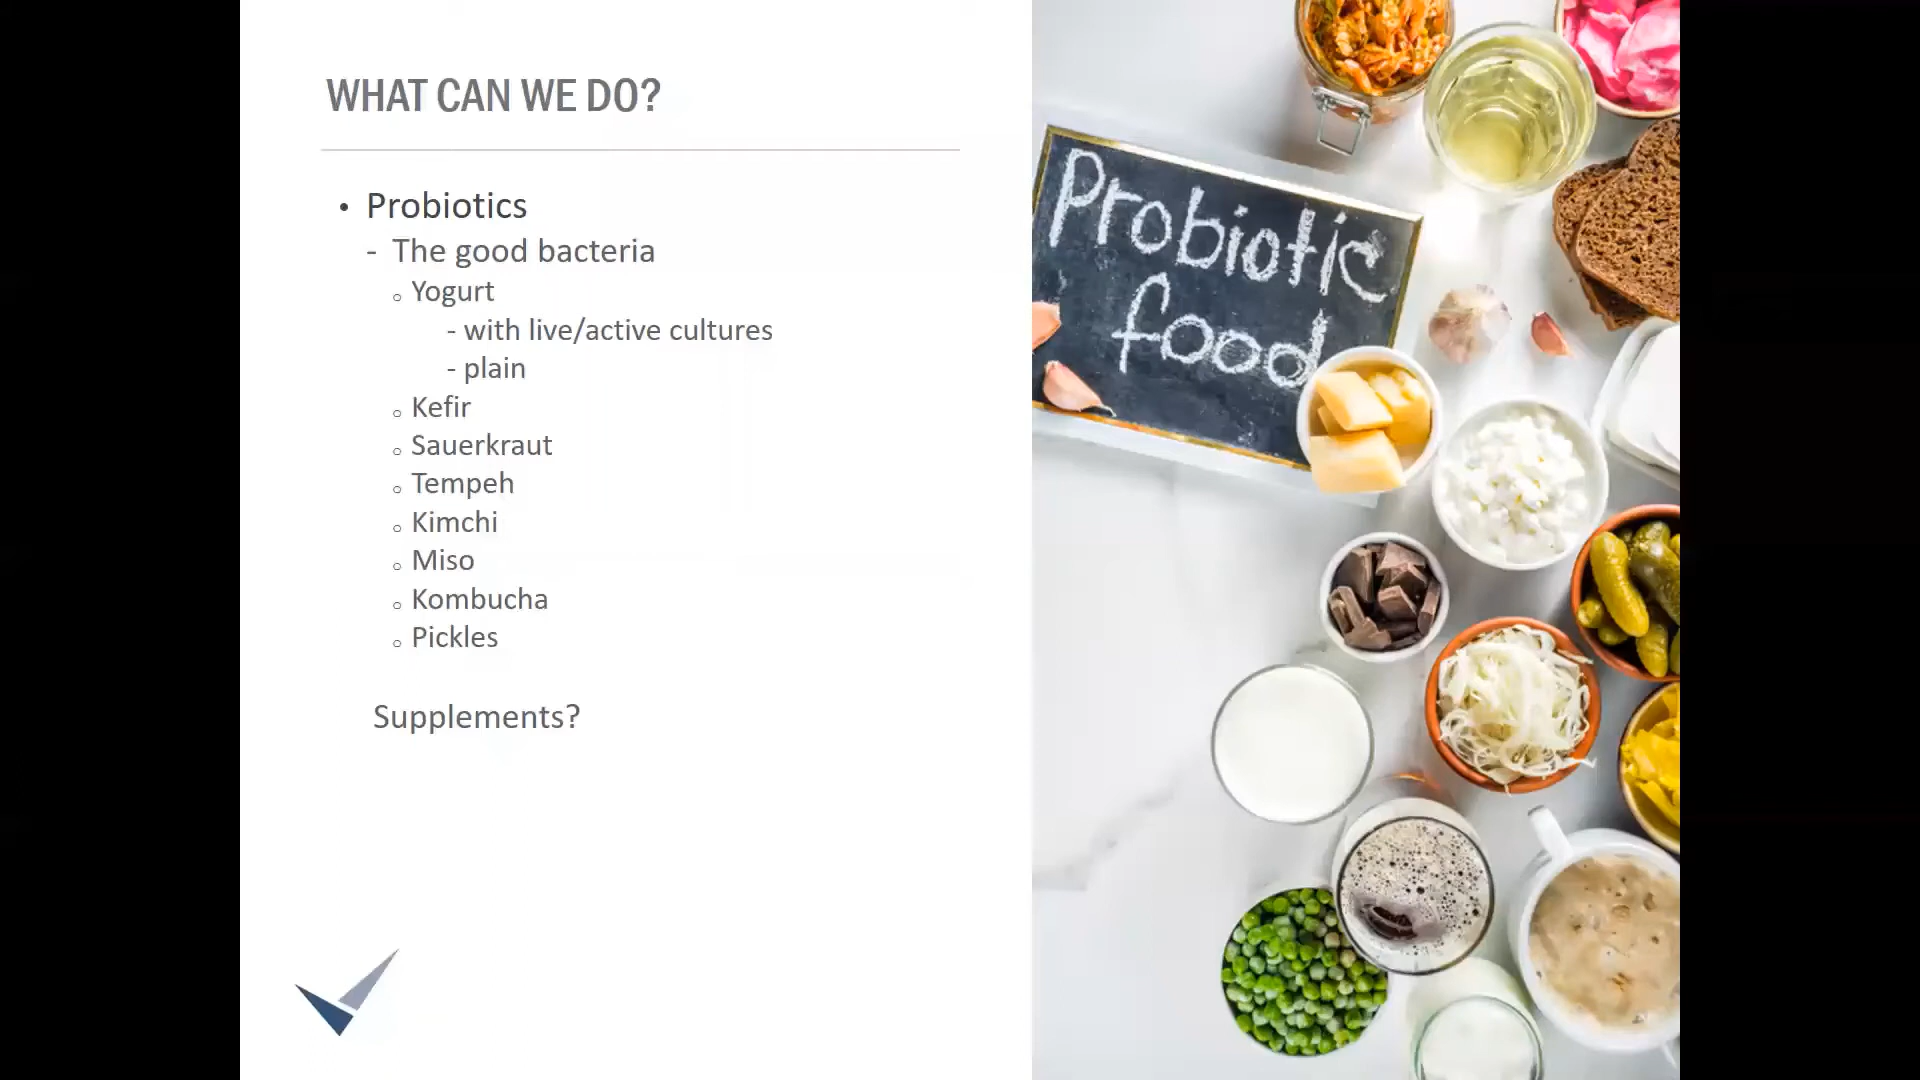 WHAT CAN WE DO?
• Probiotics
- The good bacteria
o Yogurt
- with live/active cultures
- plain
o Kefir
o Sauerkraut
o Tempeh
o Kimchi
o Miso
o Kombucha
o Pickles
Supplements?
Probiotic
food